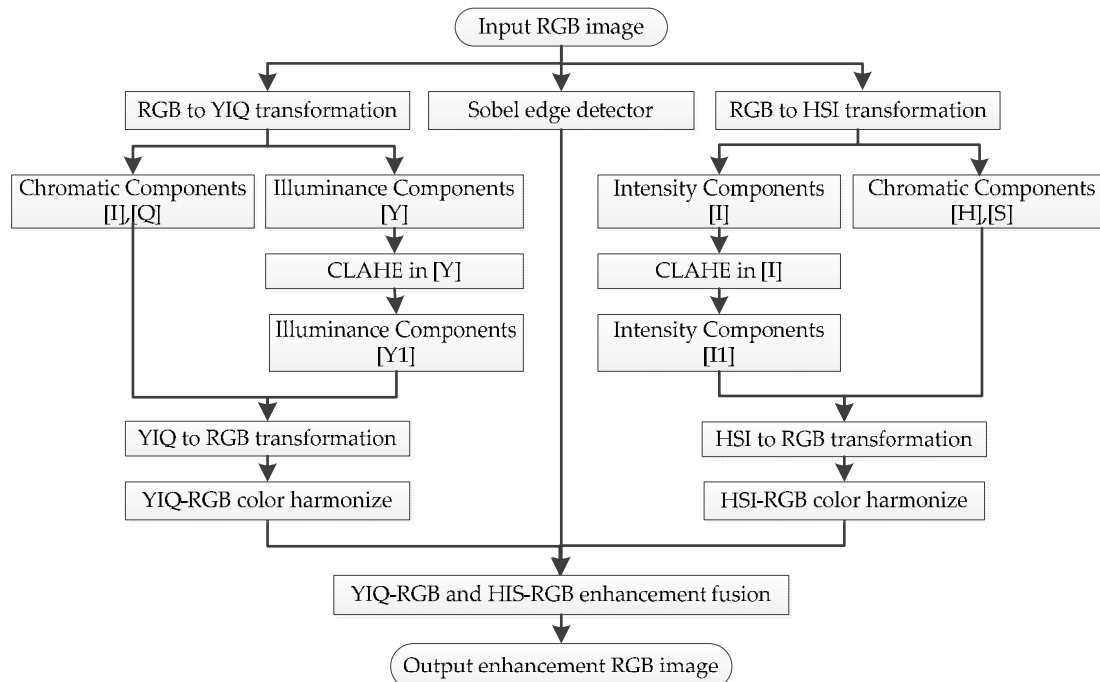 Input RGB image
RGB to YIQ transformation
Sobel edge detector
RGB to HSI transformation
Chromatic Components
[I],[Q]
Illuminance Components
[Y]
Intensity Components
[I]
Chromatic Components
[H],[S]
CLAHE in [Y]
CLAHE in [I]
Illuminance Components
[Y1]
Intensity Components
[I1]
YIQ to RGB transformation
HSI to RGB transformation
YIQ-RGB color harmonize
HSI-RGB color harmonize
YIQ-RGB and HIS-RGB enhancement fusion
Output enhancement RGB image